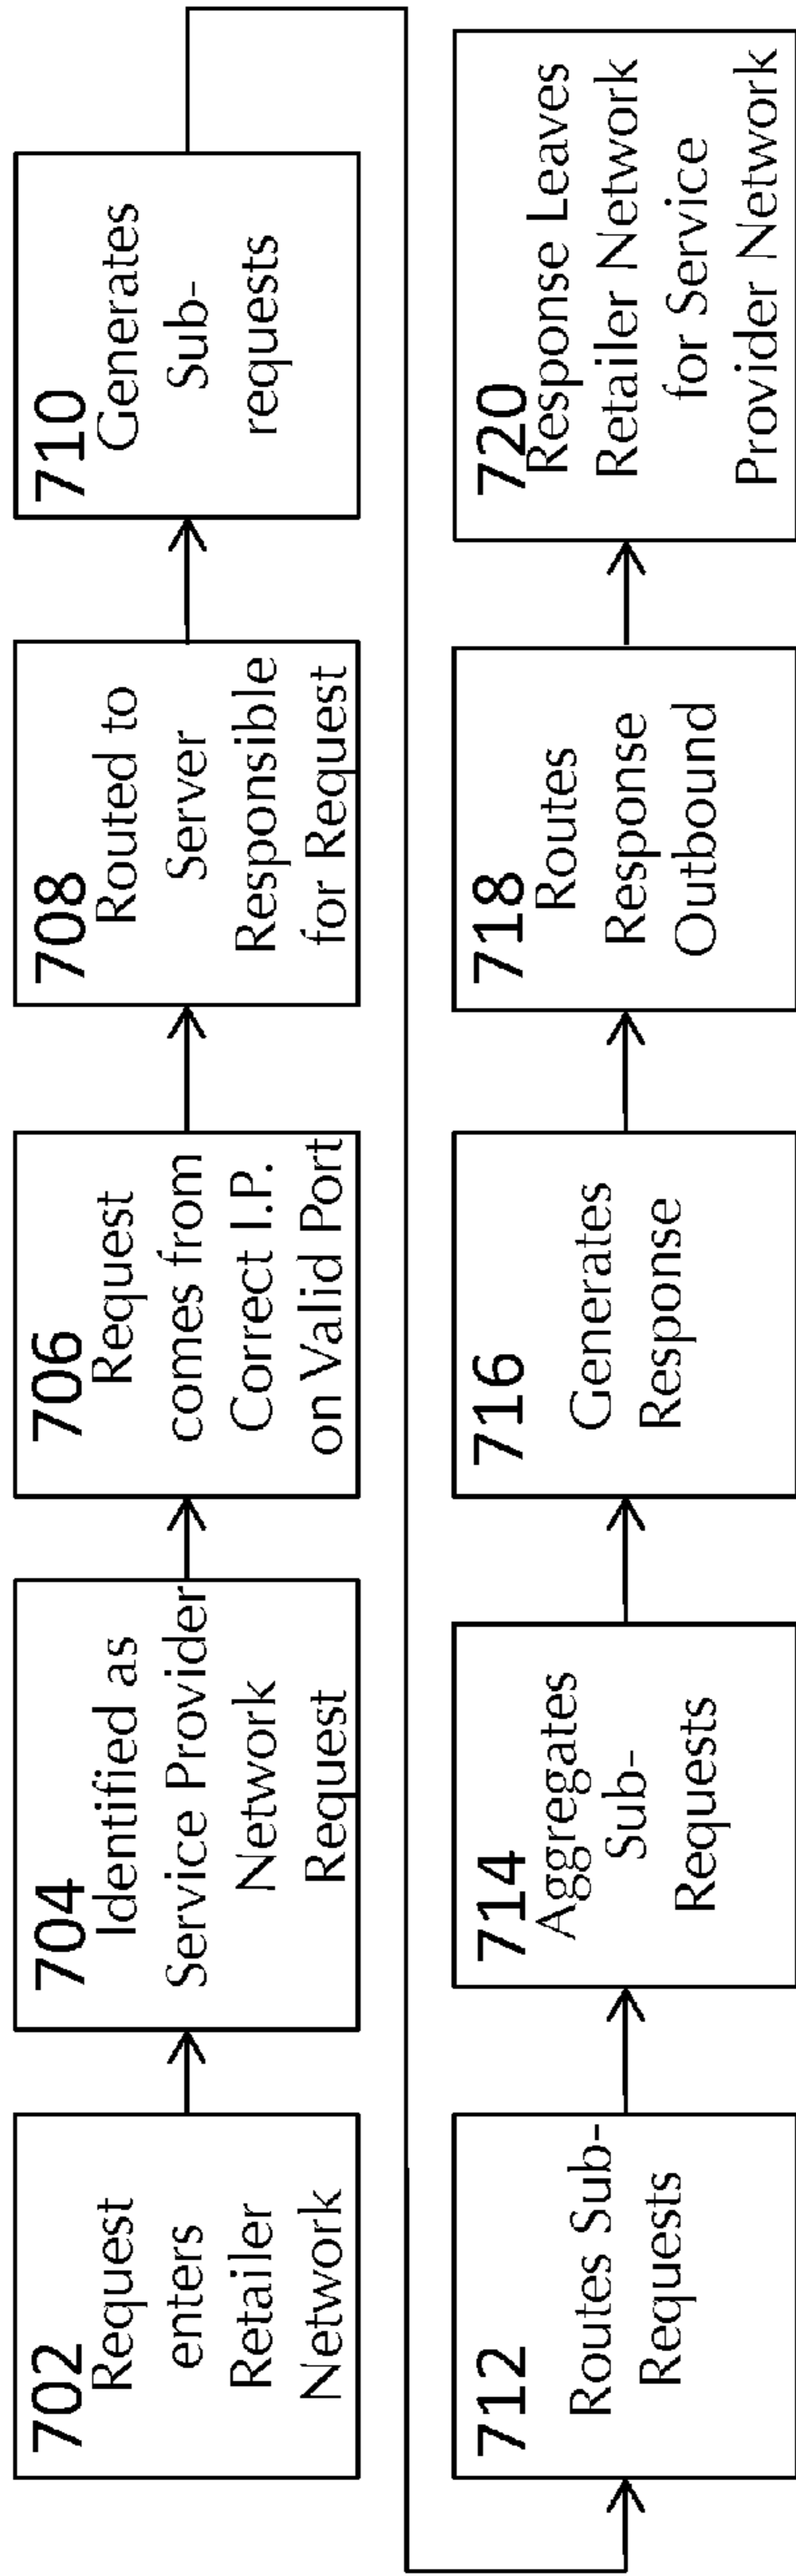 702
Request
enters
Retailer
Network
704
Identified as
Service Provider
Network
Request
706
Request
comes from
Correct I.P.
on Valid Port
708
Routed to
Server
Responsible
for Request
710
Generates
Sub-
requests
712
Routes Sub-
Requests
714
Aggregates
Sub-
Requests
716
Generates
Response
718
Routes
Response
Outbound
720
Response Leaves
Retailer Network
for Service
Provider Network